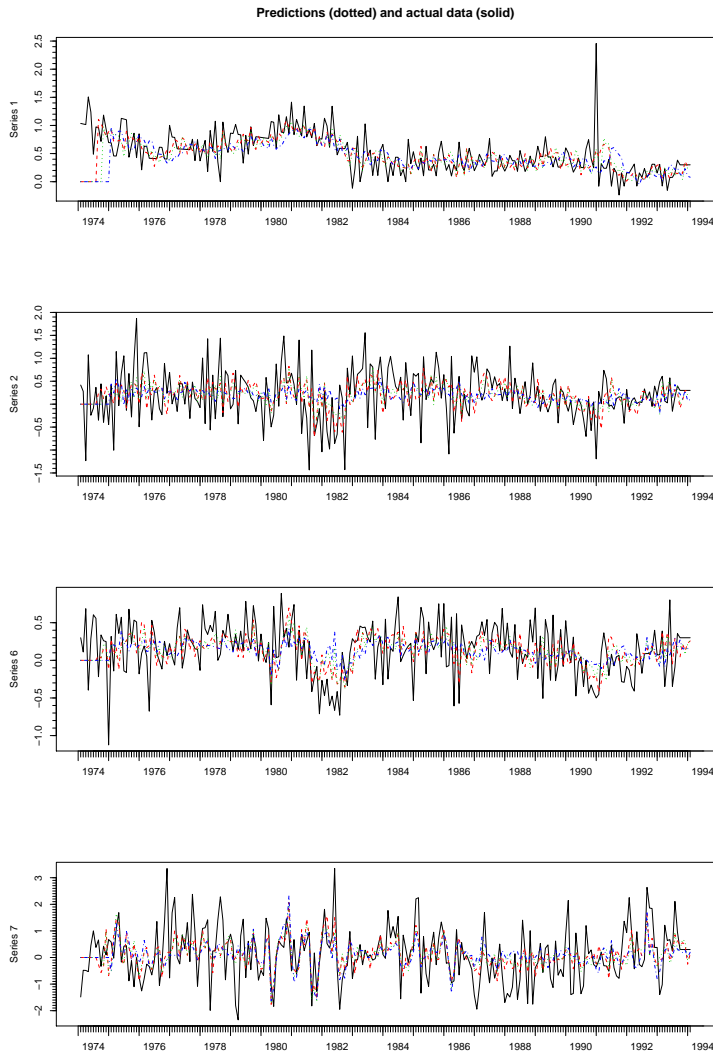 Predictions (dotted) and actual data (solid)
Series 1
0.0 0.5 1.0 1.5 2.0 2.5
1974 1976 1978 1980 1982 1984 1986 1988 1990 1992 1994
Series 2
−1.5 −0.5 0.5 1.0 1.5 2.0
1974 1976 1978 1980 1982 1984 1986 1988 1990 1992 1994
Series 6
−1.0 −0.5 0.0 0.5
1974 1976 1978 1980 1982 1984 1986 1988 1990 1992 1994
Series 7
−2 −1 0 1 2 3
1974 1976 1978 1980 1982 1984 1986 1988 1990 1992 1994